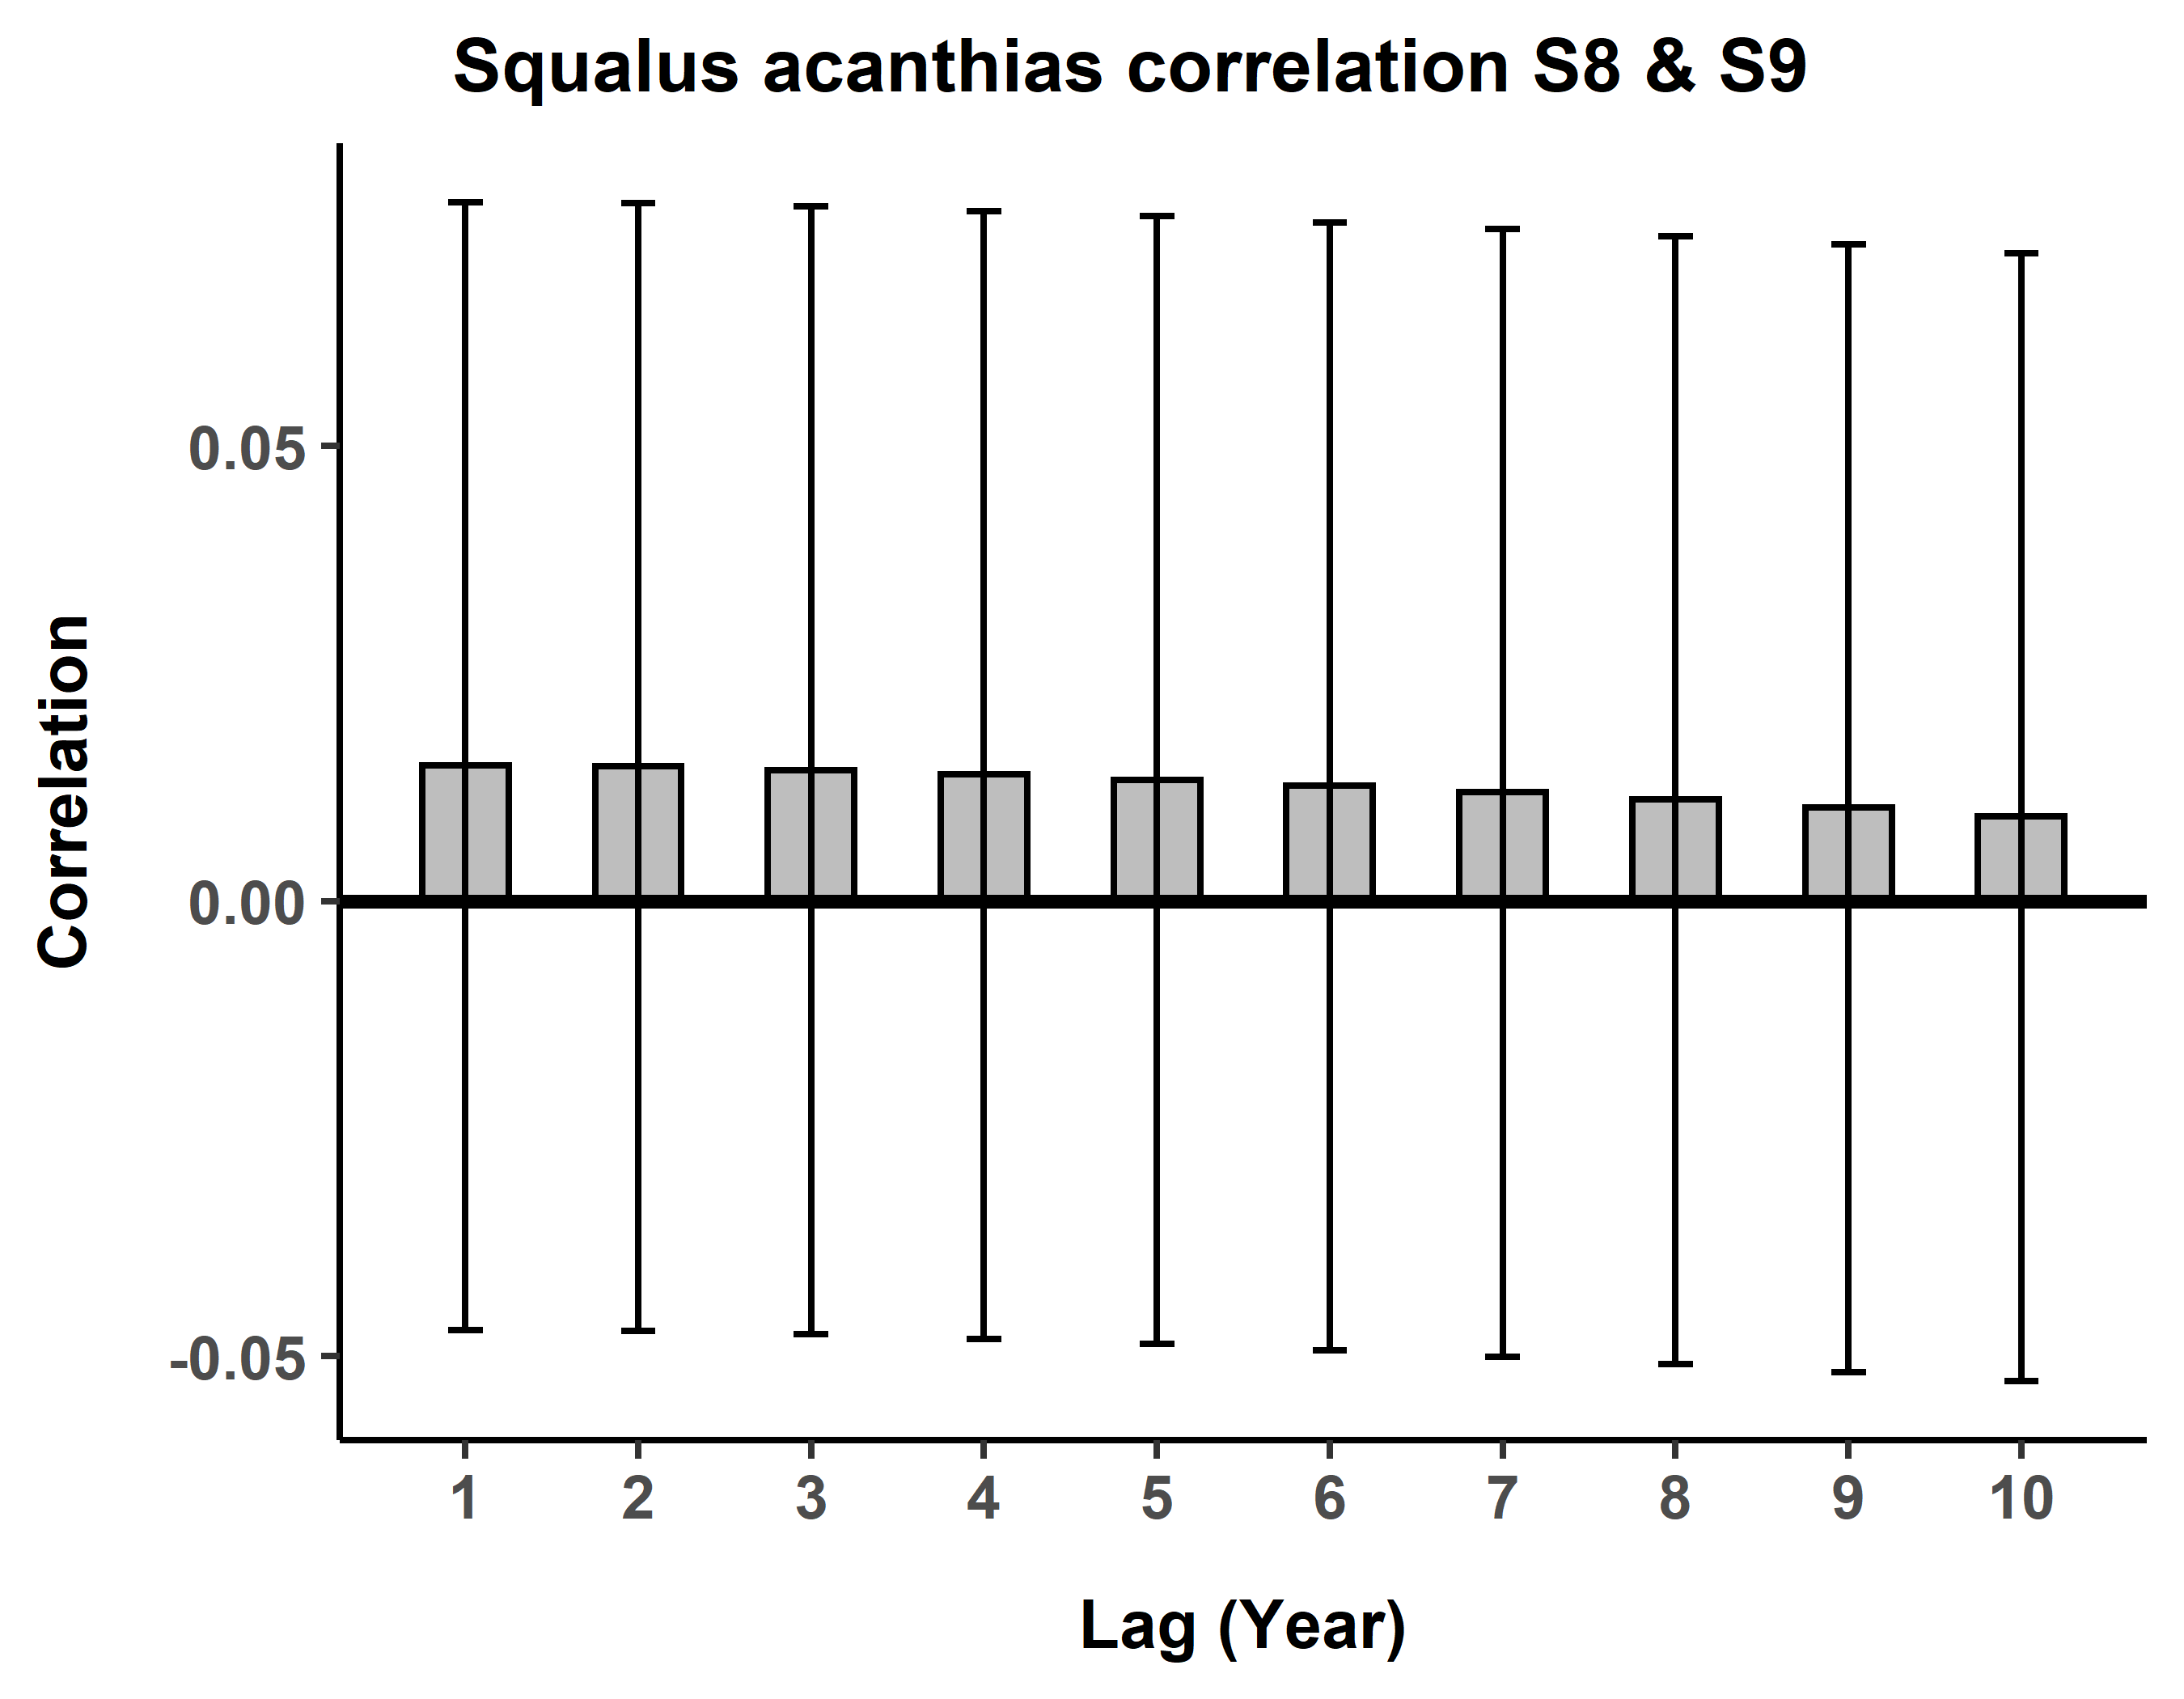 Squalus acanthias correlation S8 & S9
Correlation
0.05
0.00
-0.05
1 2 3 4 5 6 7 8 9 10
Lag (Year)